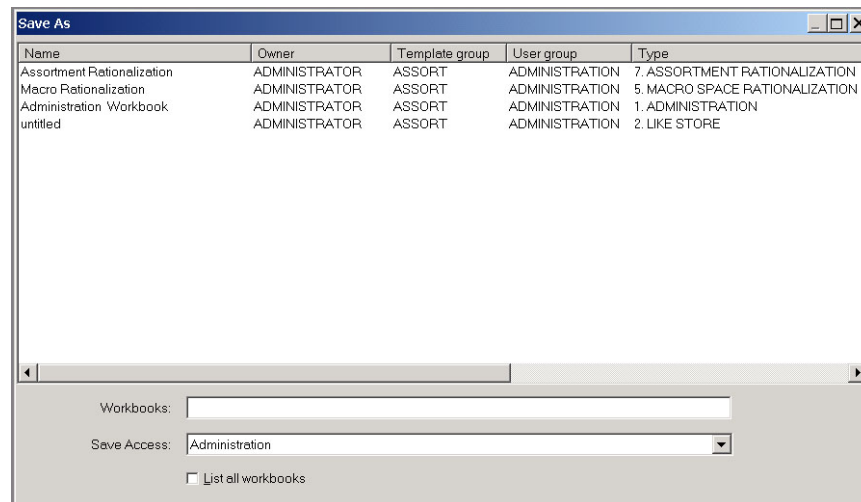 Save As
Name Owner Template group User group Type
Assortment Rationalization ADMINISTRATOR ASSORT ADMINISTRATION 7. ASSORTMENT RATIONALIZATION
Macro Rationalization ADMINISTRATOR ASSORT ADMINISTRATION 5. MACRO SPACE RATIONALIZATION
Administration Workbook ADMINISTRATOR ASSORT ADMINISTRATION 1. ADMINISTRATION
untitled ADMINISTRATOR ASSORT ADMINISTRATION 2. LIKE STORE
Workbooks:
Save Access: Administration
List all workbooks